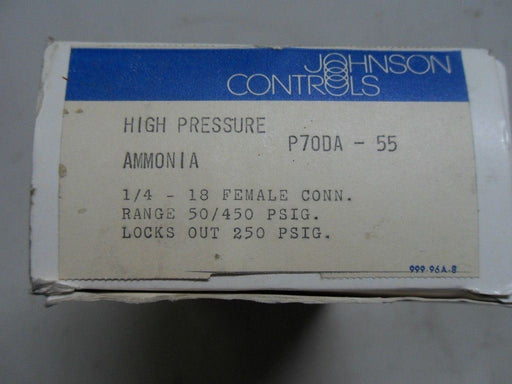 JOHNSON
CONTROLS
HIGH PRESSURE
P70DA - 55
AMMONIA
1/4 - 18 FEMALE CONN.
RANGE 50/450 PSIG.
LOCKS OUT 250 PSIG.
999-96A-8